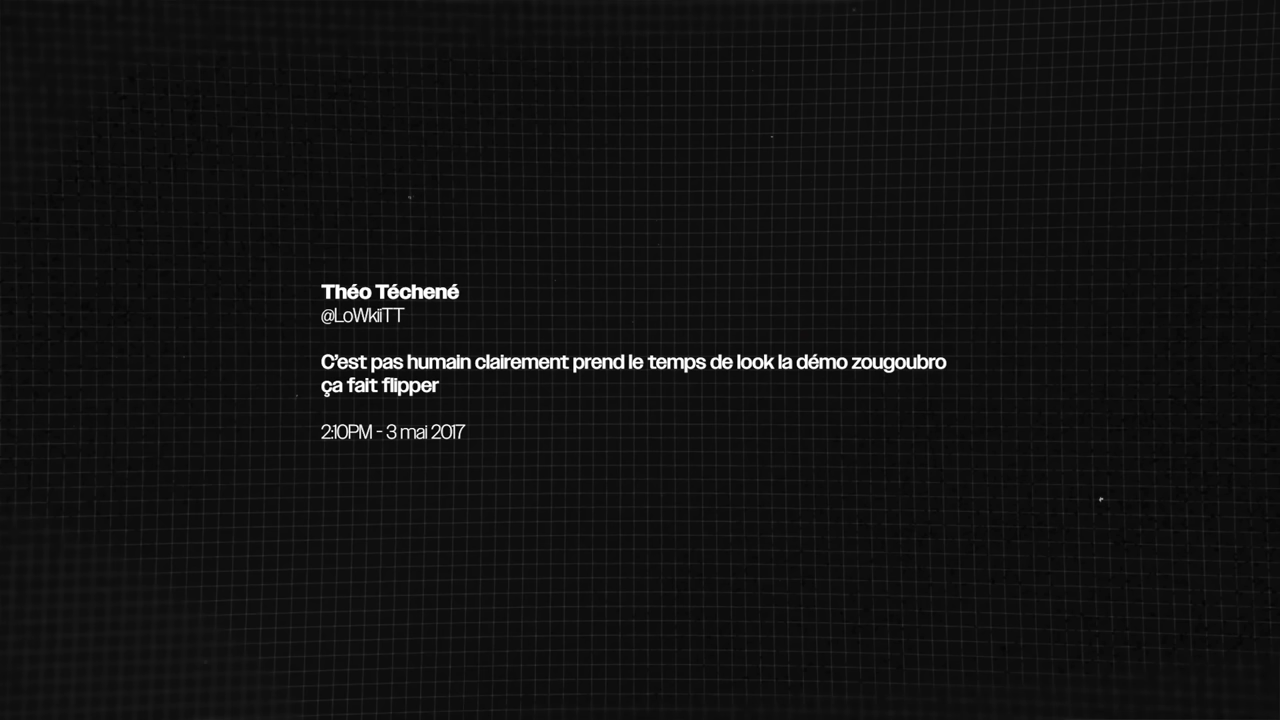 Théo Téchené
@LoWkiiTT
C'est pas humain clairement prend le temps de look la démo zougoubro
ça fait flipper
2:10PM - 3 mai 2017